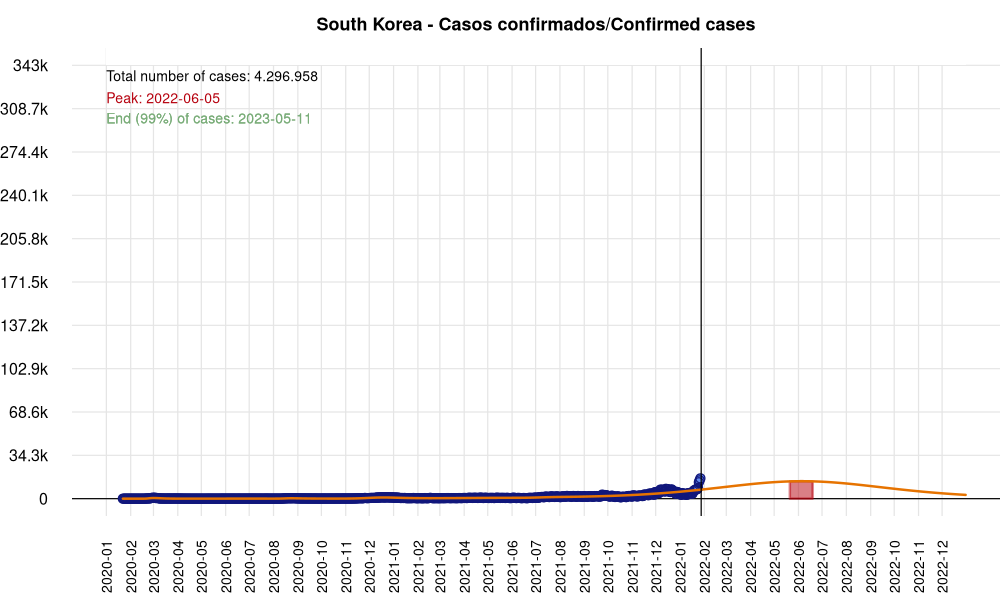 South Korea - Casos confirmados/Confirmed cases
Total number of cases: 4.296.958
Peak: 2022-06-05
End (99%) of cases: 2023-05-11
343k
308.7k
274.4k
240.1k
205.8k
171.5k
137.2k
102.9k
68.6k
34.3k
0
2020-01
2020-02
2020-03
2020-04
2020-05
2020-06
2020-07
2020-08
2020-09
2020-10
2020-11
2020-12
2021-01
2021-02
2021-03
2021-04
2021-05
2021-06
2021-07
2021-08
2021-09
2021-10
2021-11
2021-12
2022-01
2022-02
2022-03
2022-04
2022-05
2022-06
2022-07
2022-08
2022-09
2022-10
2022-11
2022-12